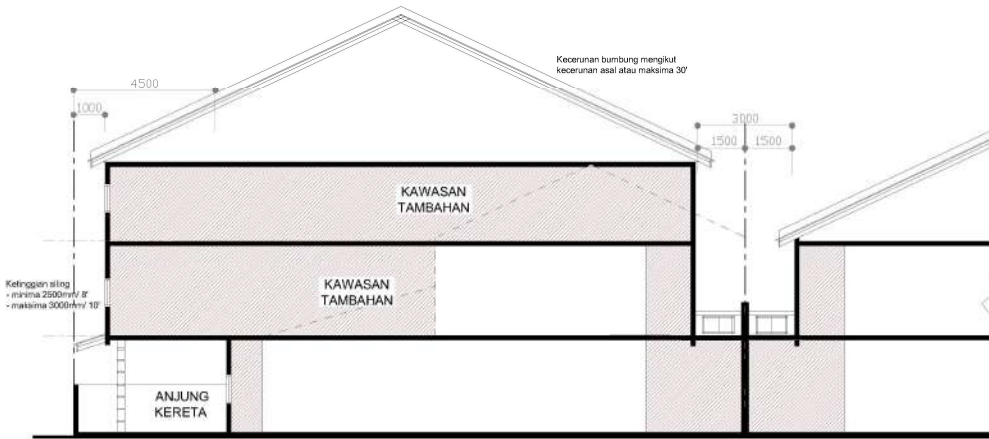 Kecerunan bumbung mengikut
kecerunan asal atau maksima 30'
4500
1000
3000
1500
1500
KAWASAN
TAMBAHAN
KAWASAN
TAMBAHAN
Ketinggian siling
- minima 2500mm/ 8'
- maksima 3000mm/ 10'
ANJUNG
KERETA